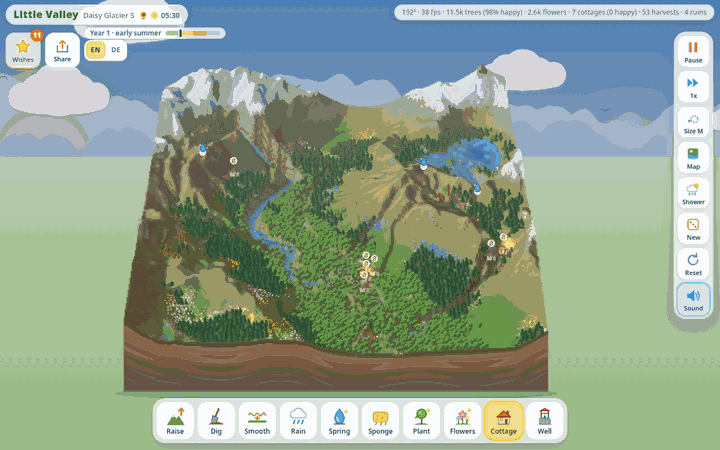 Little Valley Daisy Glacier 5 05:30
192² · 38 fps · 11.5k trees (98% happy) · 2.6k flowers · 7 cottages (0 happy) · 53 harvests · 4 ruins
Year 1 · early summer
11
Wishes
Share
EN DE
Pause
1x
Size M
Map
Shower
New
Reset
Sound
Raise
Dig
Smooth
Rain
Spring
Sponge
Plant
Flowers
Cottage
Well